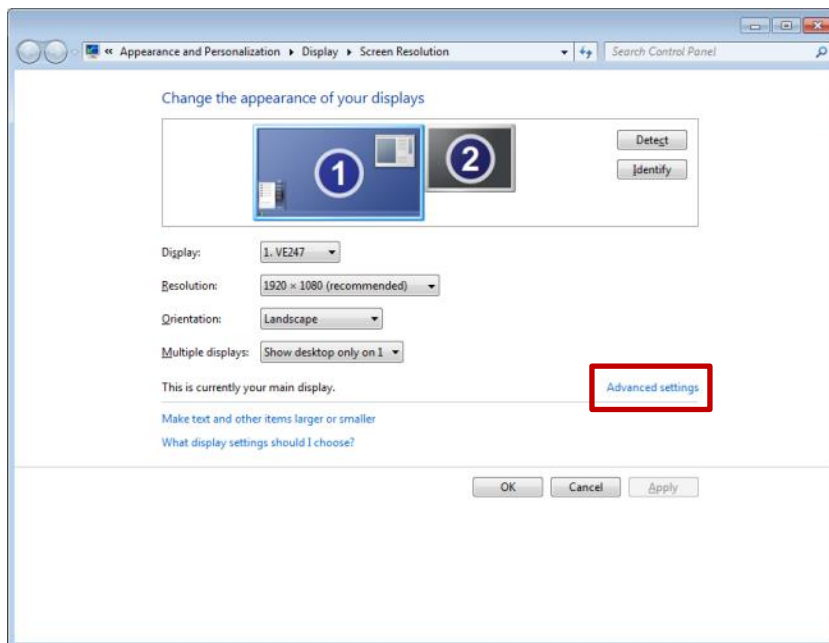 « Appearance and Personalization ▸ Display ▸ Screen Resolution
Search Control Panel
Change the appearance of your displays
1
2
Detect
Identify
Display: 1. VE247
Resolution: 1920 × 1080 (recommended)
Orientation: Landscape
Multiple displays: Show desktop only on 1
This is currently your main display. Advanced settings
Make text and other items larger or smaller
What display settings should I choose?
OK Cancel Apply